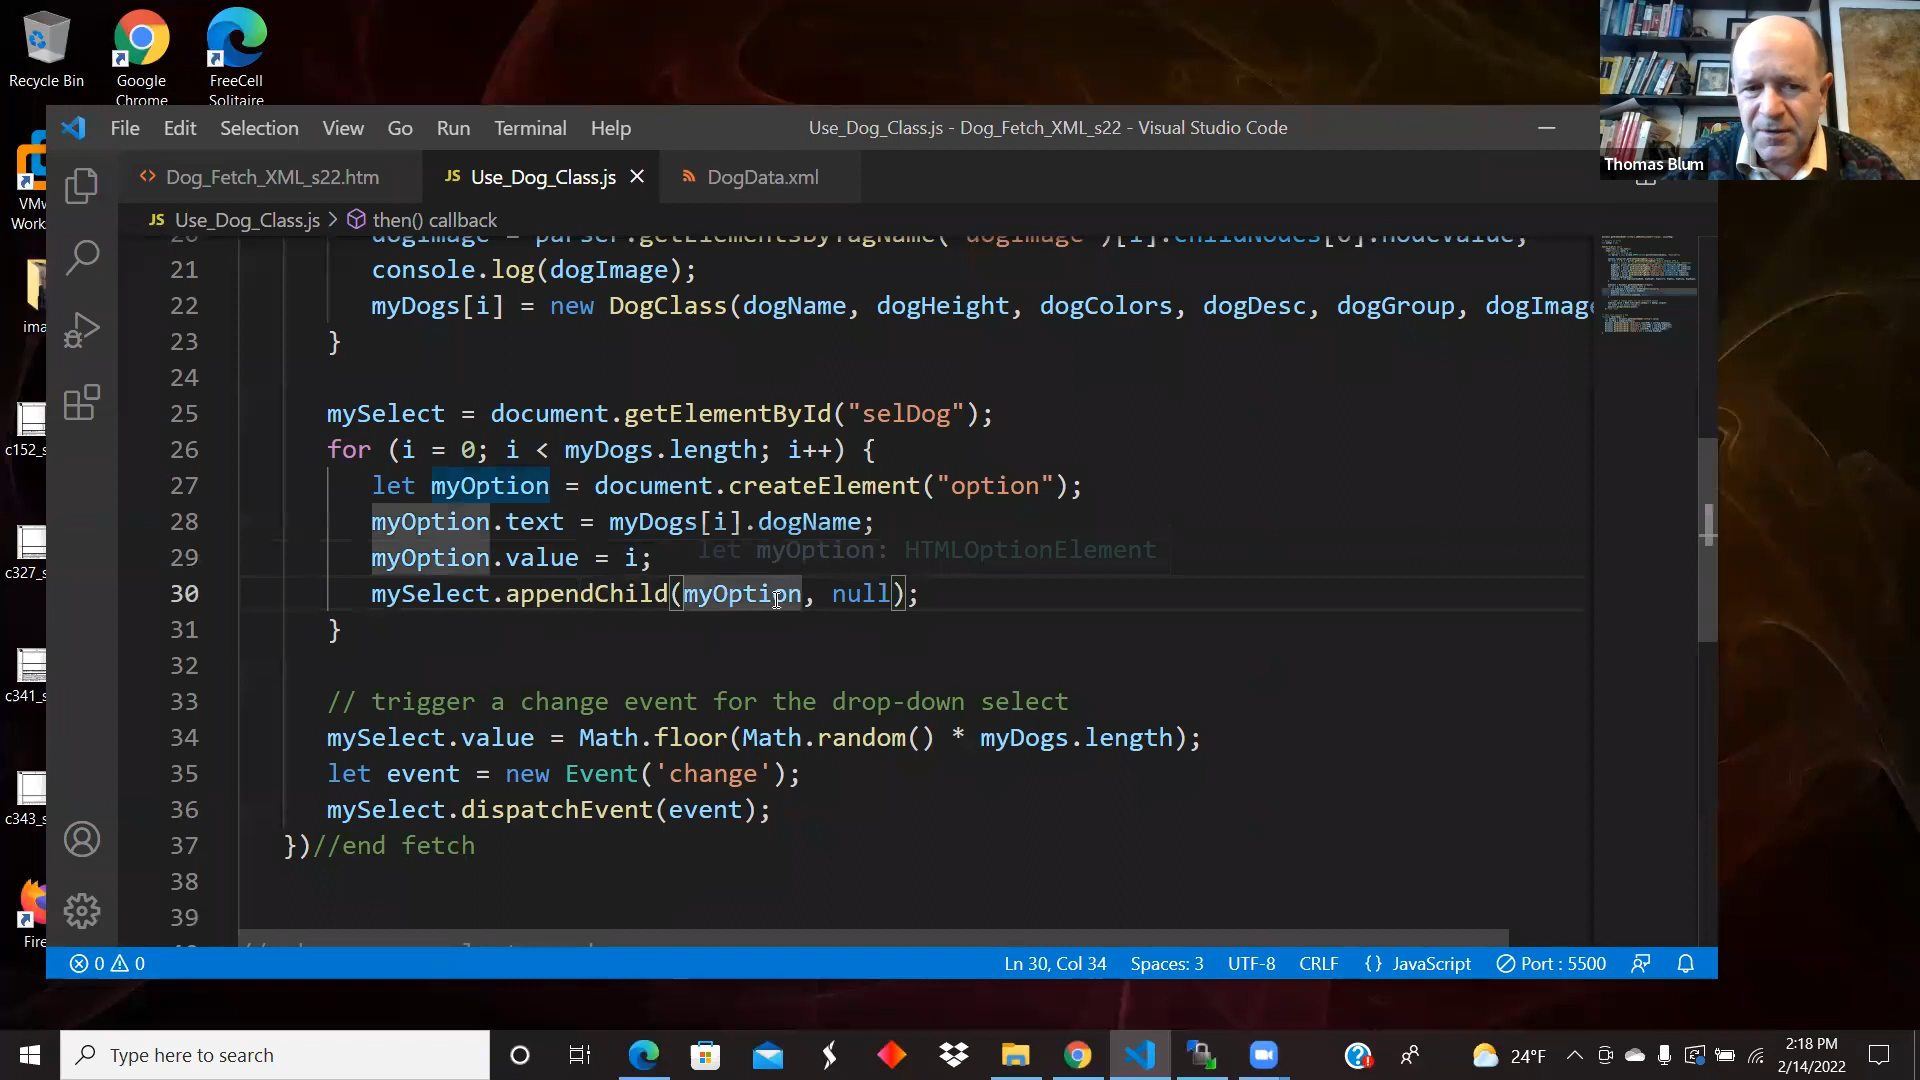 Recycle Bin
Google
Chrome
FreeCell
Solitaire
VMw
Work
ima
c152_s
c327_s
c341_s
c343_s
Fire
File Edit Selection View Go Run Terminal Help
Use_Dog_Class.js - Dog_Fetch_XML_s22 - Visual Studio Code
Thomas Blum
Dog_Fetch_XML_s22.htm
JS Use_Dog_Class.js
DogData.xml
JS Use_Dog_Class.js > then() callback
20 dogImage = parser.getElementsByTagName("dogImage")[i].childNodes[0].nodeValue;
21 console.log(dogImage);
22 myDogs[i] = new DogClass(dogName, dogHeight, dogColors, dogDesc, dogGroup, dogImage
23 }
24
25 mySelect = document.getElementById("selDog");
26 for (i = 0; i < myDogs.length; i++) {
27 let myOption = document.createElement("option");
28 myOption.text = myDogs[i].dogName;
let myOption: HTMLOptionElement
29 myOption.value = i;
30 mySelect.appendChild(myOption, null);
31 }
32
33 // trigger a change event for the drop-down select
34 mySelect.value = Math.floor(Math.random() * myDogs.length);
35 let event = new Event('change');
36 mySelect.dispatchEvent(event);
37 })//end fetch
38
39
0 0
Ln 30, Col 34 Spaces: 3 UTF-8 CRLF {} JavaScript Port : 5500
Type here to search
24°F
2:18 PM
2/14/2022